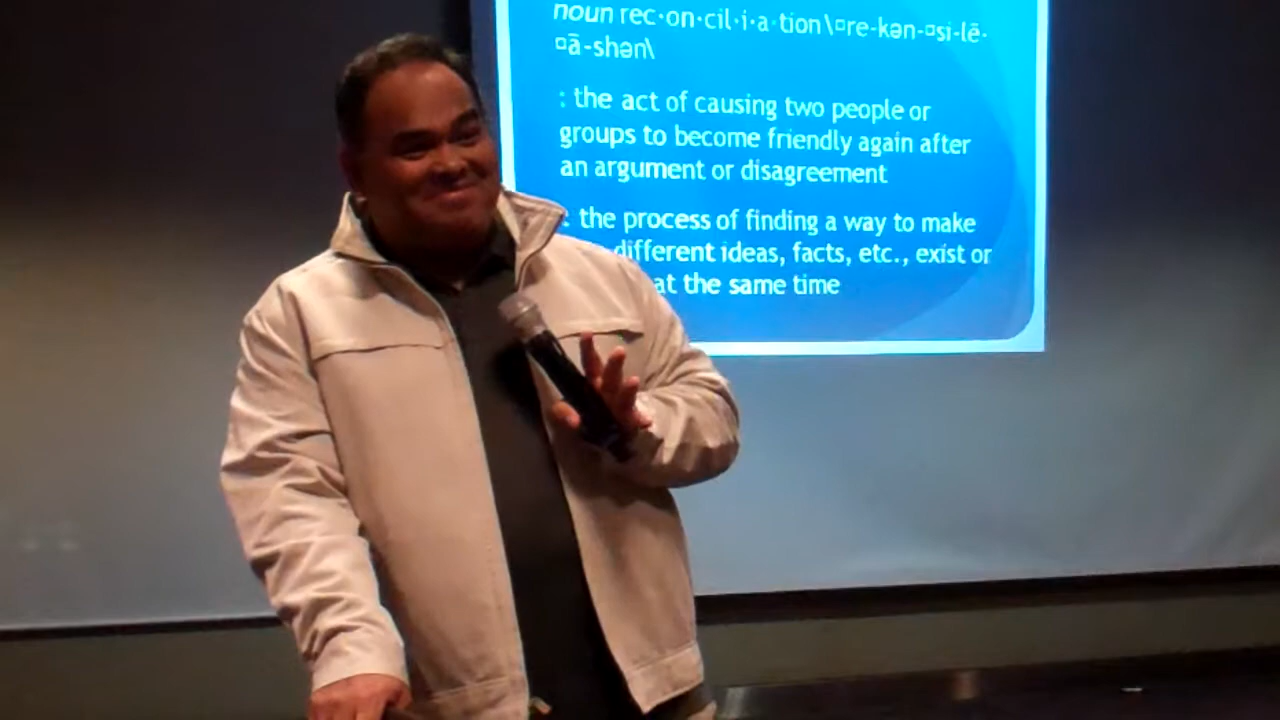 noun rec·on·cil·i·a·tion \¤re-kən-¤si-lē-
¤ā-shən\
: the act of causing two people or
groups to become friendly again after
an argument or disagreement
: the process of finding a way to make
different ideas, facts, etc., exist or
at the same time